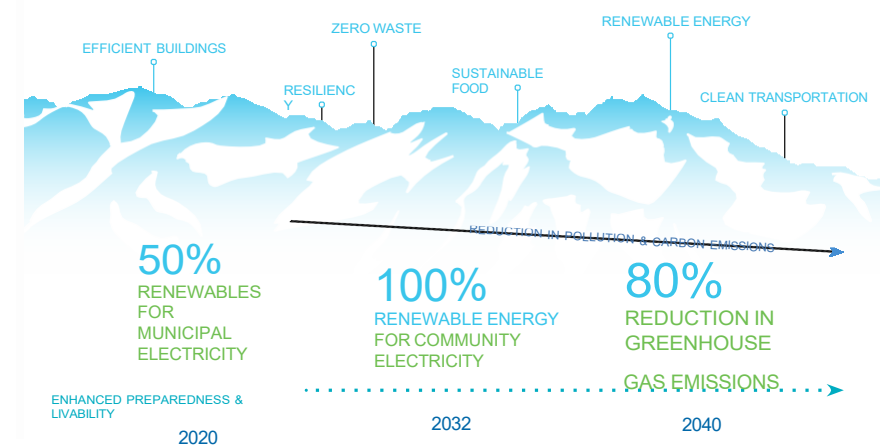 RENEWABLE ENERGY
ZERO WASTE
EFFICIENT BUILDINGS
SUSTAINABLE
FOOD
RESILIENC
Y
CLEAN TRANSPORTATION
REDUCTION IN POLLUTION & CARBON EMISSIONS
50%
RENEWABLES
FOR
MUNICIPAL
ELECTRICITY
100%
RENEWABLE ENERGY
FOR COMMUNITY
ELECTRICITY
80%
REDUCTION IN
GREENHOUSE
GAS EMISSIONS
ENHANCED PREPAREDNESS &
LIVABILITY
2020
2032
2040